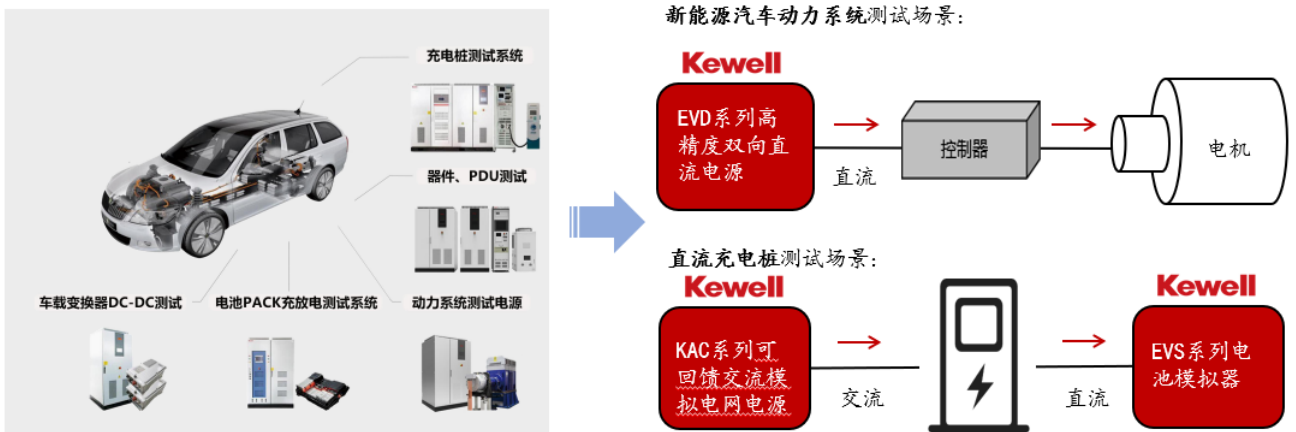 充电桩测试系统
器件、PDU测试
车载变换器DC-DC测试
电池PACK充放电测试系统
动力系统测试电源
新能源汽车动力系统测试场景：
Kewell
EVD系列高
精度双向直
流电源
直流
控制器
电机
直流充电桩测试场景：
Kewell
KAC系列可
回馈交流模
拟电网电源
交流
直流
Kewell
EVS系列电
池模拟器